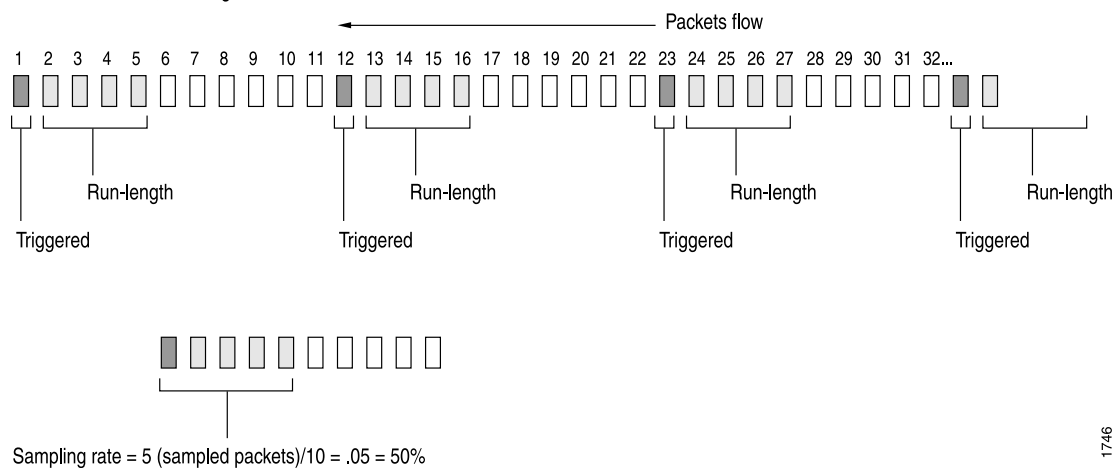 Packets flow
1 2 3 4 5 6 7 8 9 10 11 12 13 14 15 16 17 18 19 20 21 22 23 24 25 26 27 28 29 30 31 32...
Run-length Run-length Run-length Run-length
Triggered Triggered Triggered Triggered
Sampling rate = 5 (sampled packets)/10 = .05 = 50%
1746